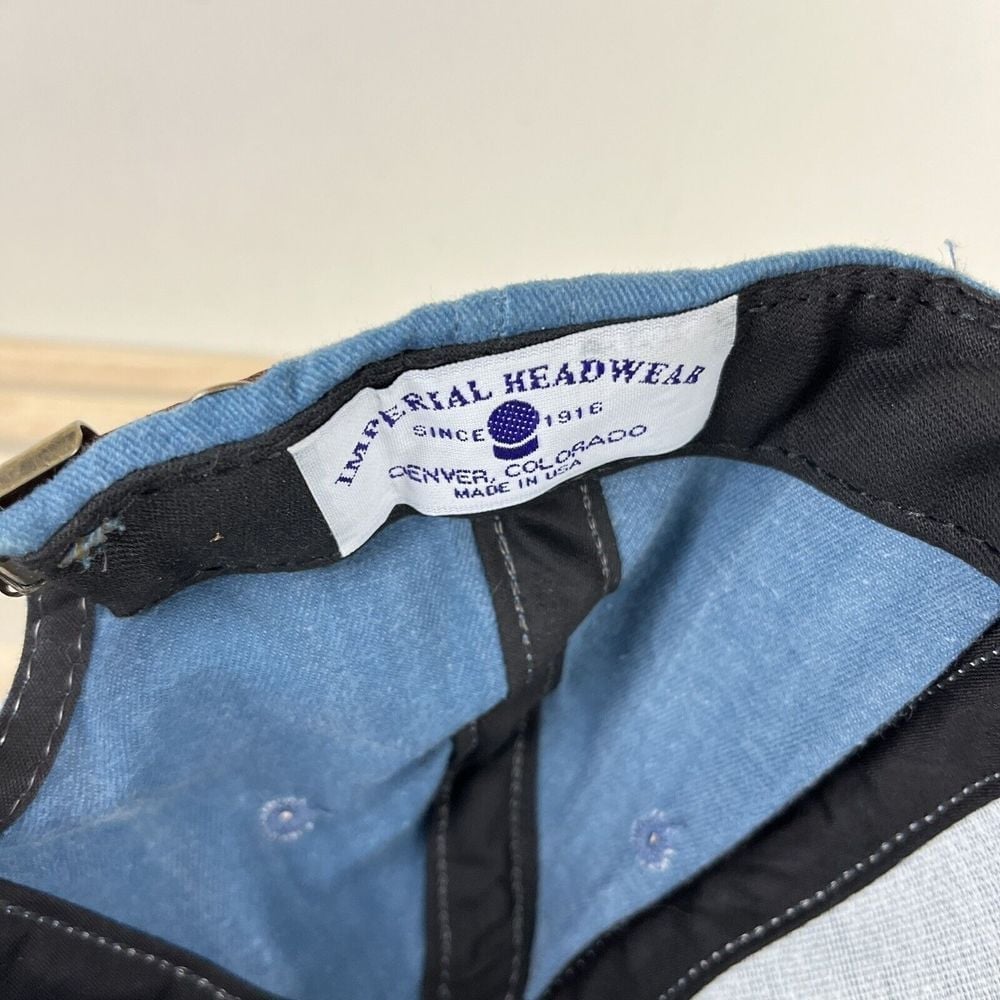 IMPERIAL HEADWEAR
SINCE 1916
DENVER, COLORADO
MADE IN USA